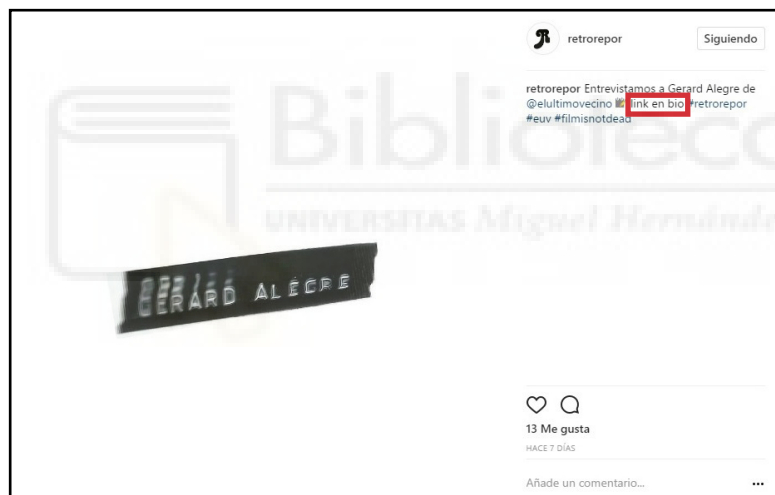 Biblioteca
UNIVERSITAS Miguel Hernández
GERARD ALEGRE
retrorepor
Siguiendo
retrorepor Entrevistamos a Gerard Alegre de
@elultimovecino link en bio #retrorepor
#euv #filmisnotdead
13 Me gusta
HACE 7 DÍAS
Añade un comentario...